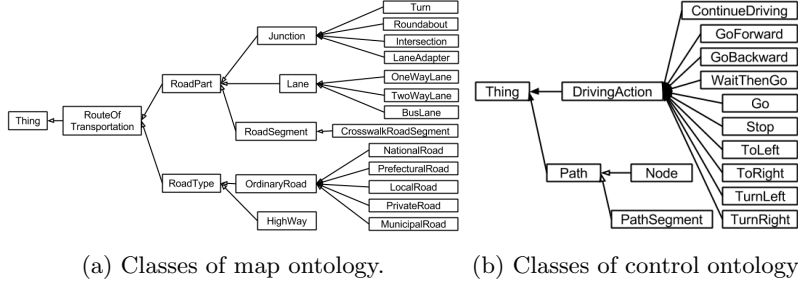 Thing
RouteOf
Transportation
RoadPart
RoadType
Junction
Lane
RoadSegment
OrdinaryRoad
HighWay
Turn
Roundabout
Intersection
LaneAdapter
OneWayLane
TwoWayLane
BusLane
CrosswalkRoadSegment
NationalRoad
PrefecturalRoad
LocalRoad
PrivateRoad
MunicipalRoad
(a) Classes of map ontology.
Thing
DrivingAction
Path
Node
PathSegment
ContinueDriving
GoForward
GoBackward
WaitThenGo
Go
Stop
ToLeft
ToRight
TurnLeft
TurnRight
(b) Classes of control ontology